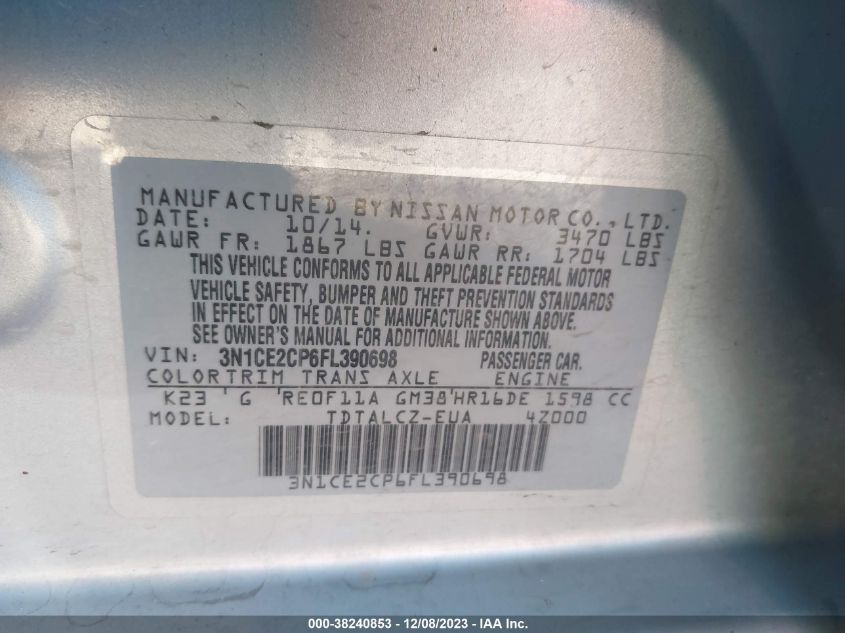 MANUFACTURED BY NISSAN MOTOR CO., LTD.
DATE: 10/14. GVWR: 3470 LBS
GAWR FR: 1867 LBS GAWR RR: 1704 LBS
THIS VEHICLE CONFORMS TO ALL APPLICABLE FEDERAL MOTOR
VEHICLE SAFETY, BUMPER AND THEFT PREVENTION STANDARDS
IN EFFECT ON THE DATE OF MANUFACTURE SHOWN ABOVE.
SEE OWNER'S MANUAL FOR ADDITIONAL INFORMATION.
VIN: 3N1CE2CP6FL390698 PASSENGER CAR.
COLOR TRIM TRANS AXLE ENGINE
K23 'G 'RE0F11A GM38'HR16DE 1598 CC
MODEL: TDTALCZ-EUA 4Z000
3N1CE2CP6FL390698
000-38240853 - 12/08/2023 - IAA Inc.